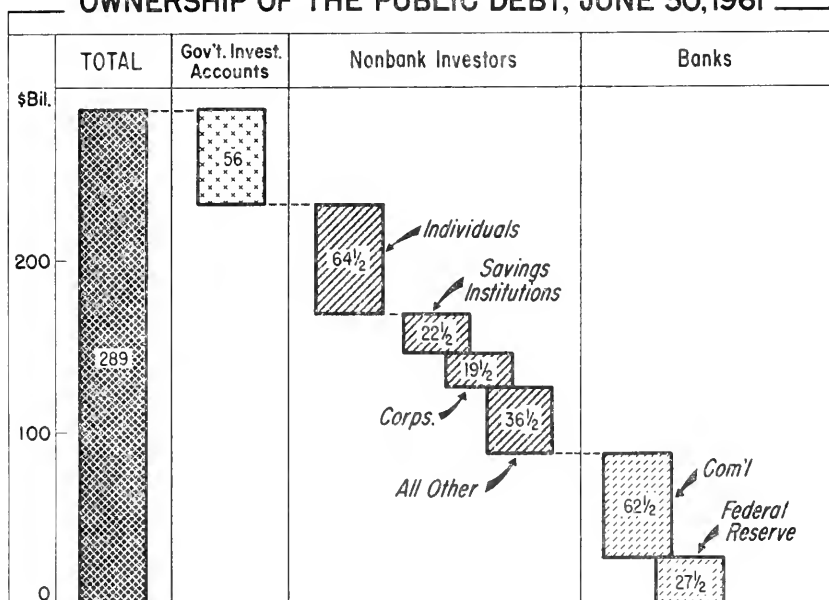 OWNERSHIP OF THE PUBLIC DEBT, JUNE 30, 1961
TOTAL
Gov't. Invest.
Accounts
Nonbank Investors
Banks
$Bil.
56
Individuals
200
64½
Savings
Institutions
22½
289
19½
Corps.
36½
100
All Other
Com'l
62½
Federal
Reserve
27½
0